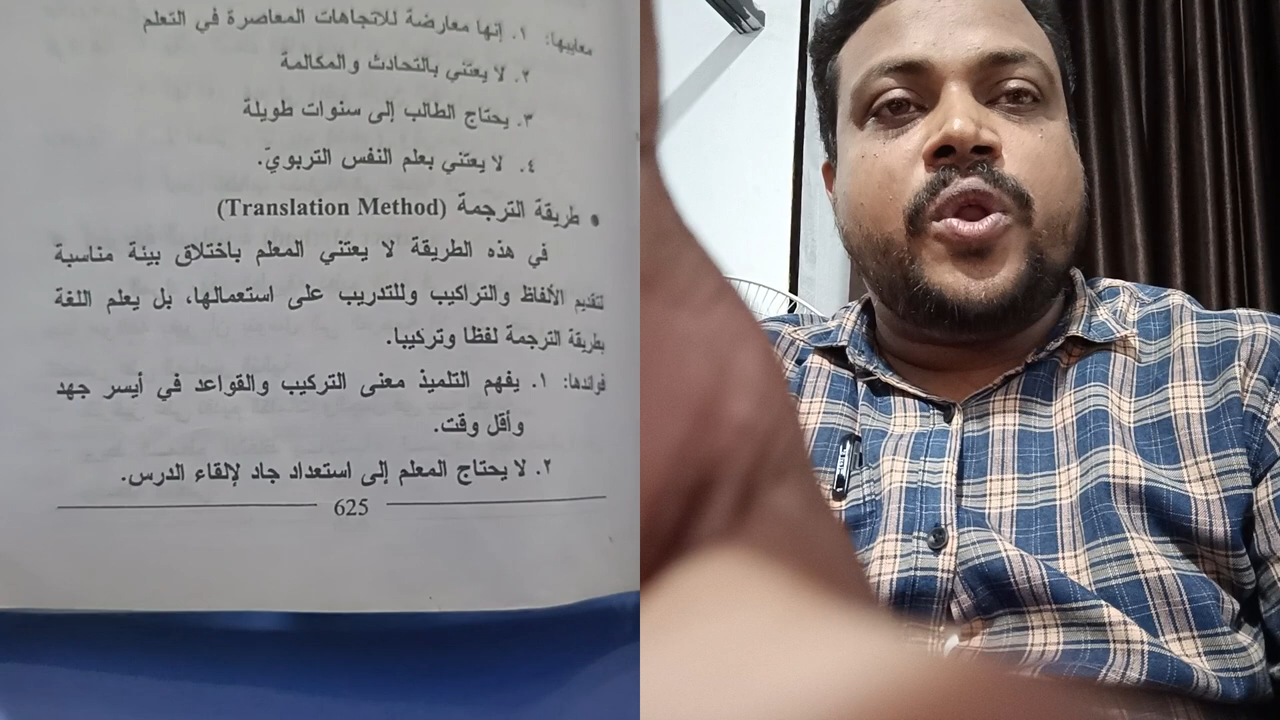 معايبها: ١. إنها معارضة للاتجاهات المعاصرة في التعلم
٢. لا يعتني بالتحادث والمكالمة
٣. يحتاج الطالب إلى سنوات طويلة
٤. لا يعتني بعلم النفس التربويّ.
• طريقة الترجمة (Translation Method)
في هذه الطريقة لا يعتني المعلم باختلاق بيئة مناسبة
لتقديم الألفاظ والتراكيب وللتدريب على استعمالها، بل يعلم اللغة
بطريقة الترجمة لفظا وتركيبا.
فوائدها: ١. يفهم التلميذ معنى التركيب والقواعد في أيسر جهد
وأقل وقت.
٢. لا يحتاج المعلم إلى استعداد جاد لإلقاء الدرس.
625